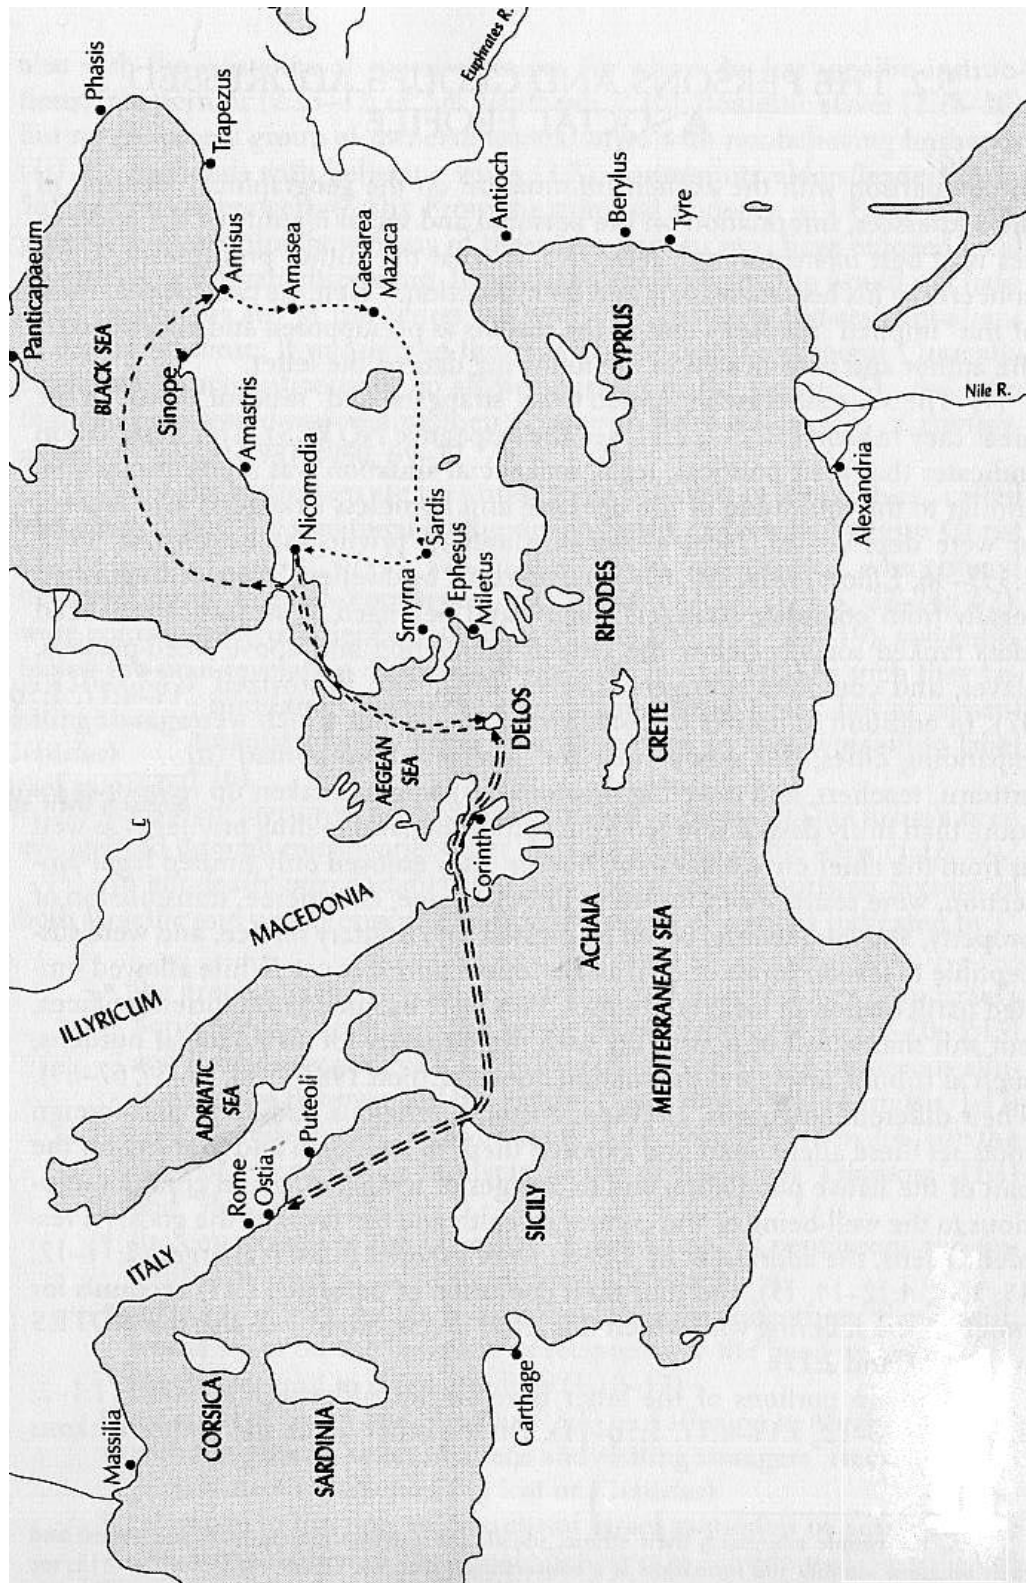 Massilia
ITALY
CORSICA
SARDINIA
Rome
Ostia
Puteoli
ADRIATIC
SEA
ILLYRICUM
MACEDONIA
SICILY
Carthage
Corinth
ACHAIA
MEDITERRANEAN SEA
AEGEAN
SEA
DELOS
CRETE
RHODES
Smyrna
Ephesus
Miletus
Sardis
Nicomedia
Amastris
Sinope
BLACK SEA
Panticapaeum
Amisus
Amasea
Caesarea
Mazaca
Trapezus
Phasis
CYPRUS
Antioch
Berylus
Tyre
Alexandria
Nile R.
Euphrates R.